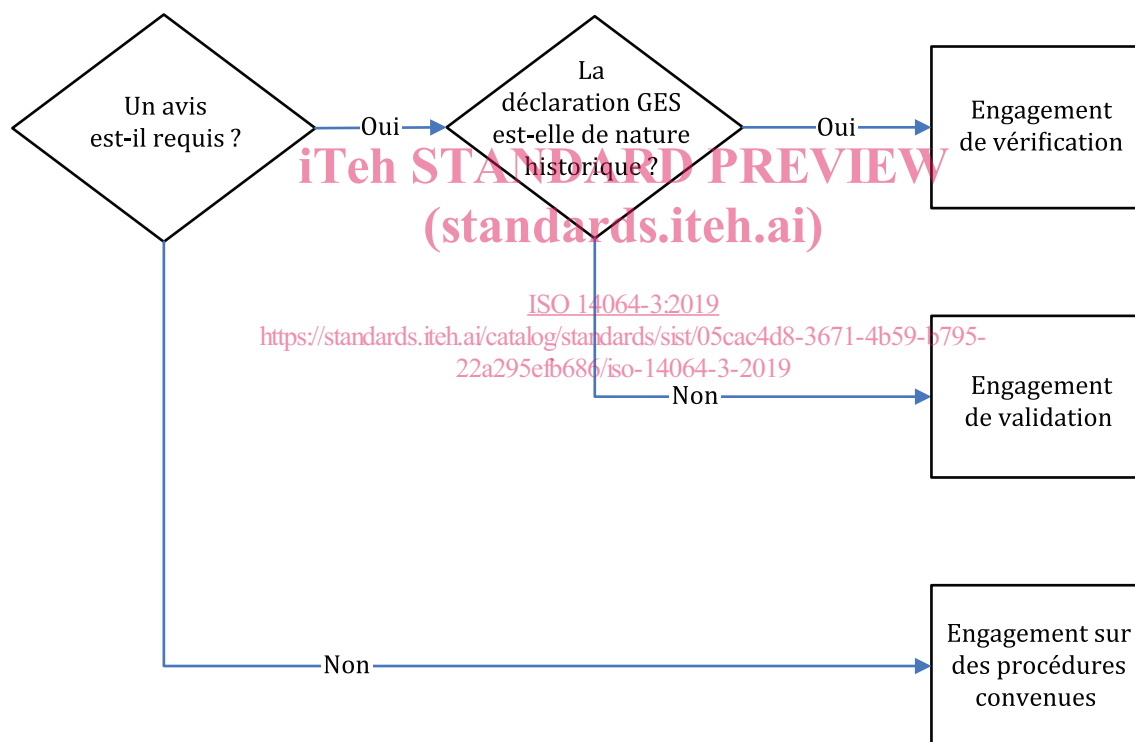 Un avis
est-il requis ?
Oui
La
déclaration GES
est-elle de nature
historique ?
Oui
Engagement
de vérification
iTeh STANDARD PREVIEW
(standards.iteh.ai)
ISO 14064-3:2019
https://standards.iteh.ai/catalog/standards/sist/05cac4d8-3671-4b59-b795-
22a295efb686/iso-14064-3-2019
Non
Engagement
de validation
Non
Engagement sur
des procédures
convenues